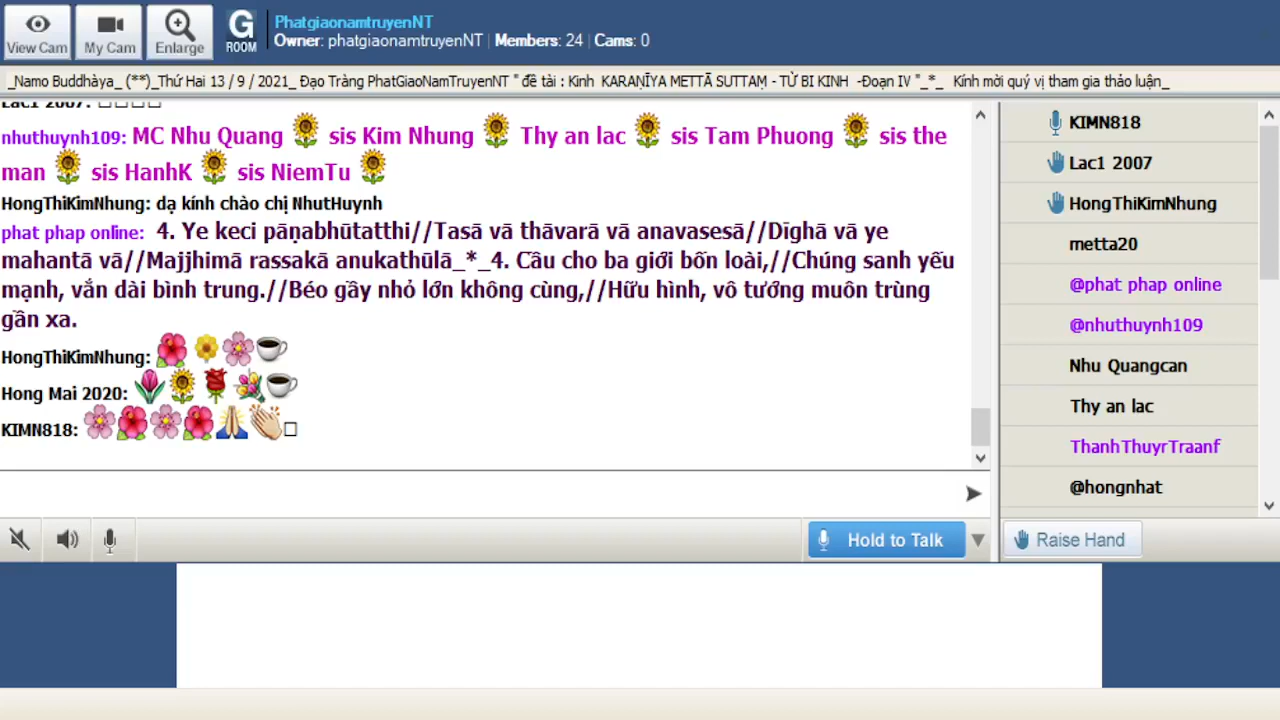 View Cam
My Cam
Enlarge
G
ROOM
PhatgiaonamtruyenNT
Owner: phatgiaonamtruyenNT | Members: 24 | Cams: 0
_Namo Buddhàya_ (**)_Thứ Hai 13 / 9 / 2021_ Đạo Tràng PhatGiaoNamTruyenNT " đề tài : Kinh KARAṆĪYA METTĀ SUTTAṂ - TỪ BI KINH -Đoạn IV "_*_ Kính mời quý vị tham gia thảo luận_
Lac1 2007:
nhuthuynh109: MC Nhu Quang 🌻 sis Kim Nhung 🌻 Thy an lac 🌻 sis Tam Phuong 🌻 sis the
man 🌻 sis HanhK 🌻 sis NiemTu 🌻
HongThiKimNhung: dạ kính chào chị NhutHuynh
phat phap online: 4. Ye keci pāṇabhūtatthi//Tasā vā thāvarā vā anavasesā//Dīghā vā ye
mahantā vā//Majjhimā rassakā anukathūlā_*_4. Cầu cho ba giới bốn loài,//Chúng sanh yếu
mạnh, vắn dài bình trung.//Béo gầy nhỏ lớn không cùng,//Hữu hình, vô tướng muôn trùng
gần xa.
HongThiKimNhung: 🌺 🌼 🌸 ☕
Hong Mai 2020: 🌷 🌻 🌹 💐 ☕
KIMN818: 🌸 🌺 🌸 🌺 🙏 👏
Hold to Talk
KIMN818
Lac1 2007
HongThiKimNhung
metta20
@phat phap online
@nhuthuynh109
Nhu Quangcan
Thy an lac
ThanhThuyrTraanf
@hongnhat
Raise Hand